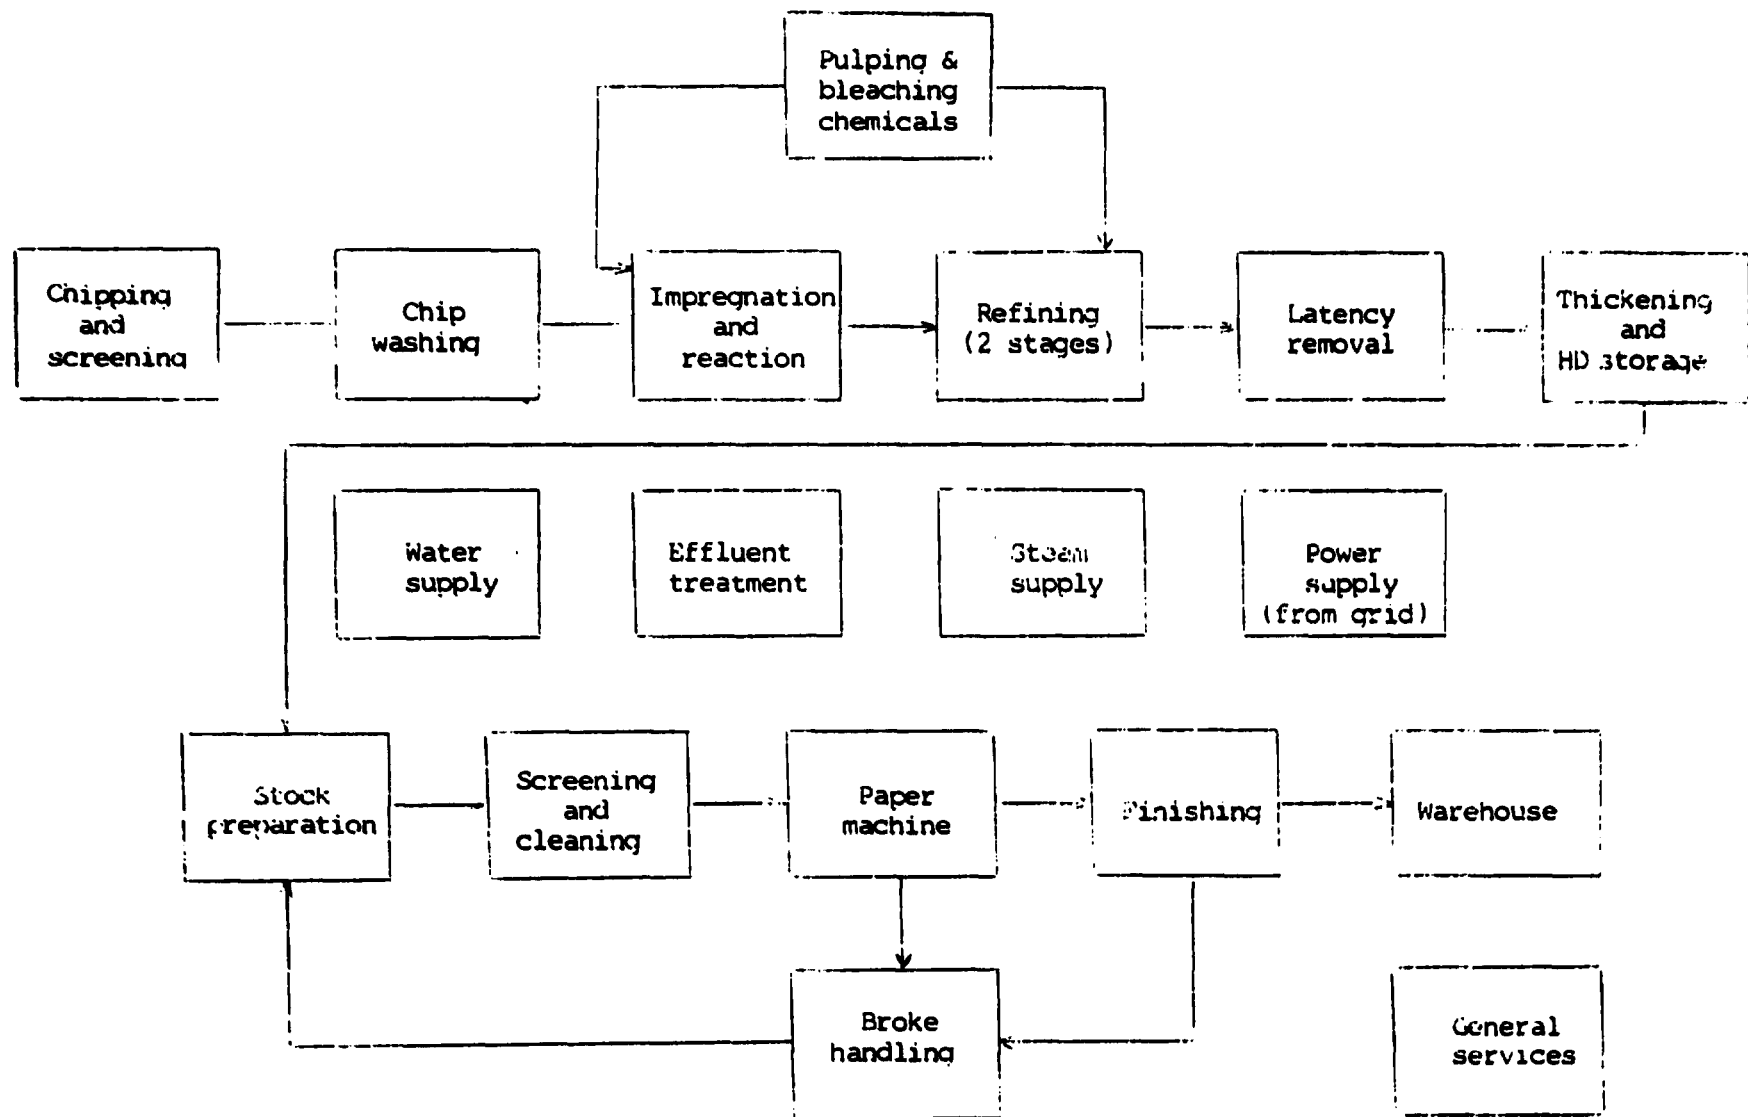 Pulping &
bleaching
chemicals
Chipping
and
screening
Chip
washing
Impregnation
and
reaction
Refining
(2 stages)
Latency
removal
Thickening
and
HD storage
Water
supply
Effluent
treatment
Steam
supply
Power
supply
(from grid)
Stock
preparation
Screening
and
cleaning
Paper
machine
Finishing
Warehouse
Broke
handling
General
services